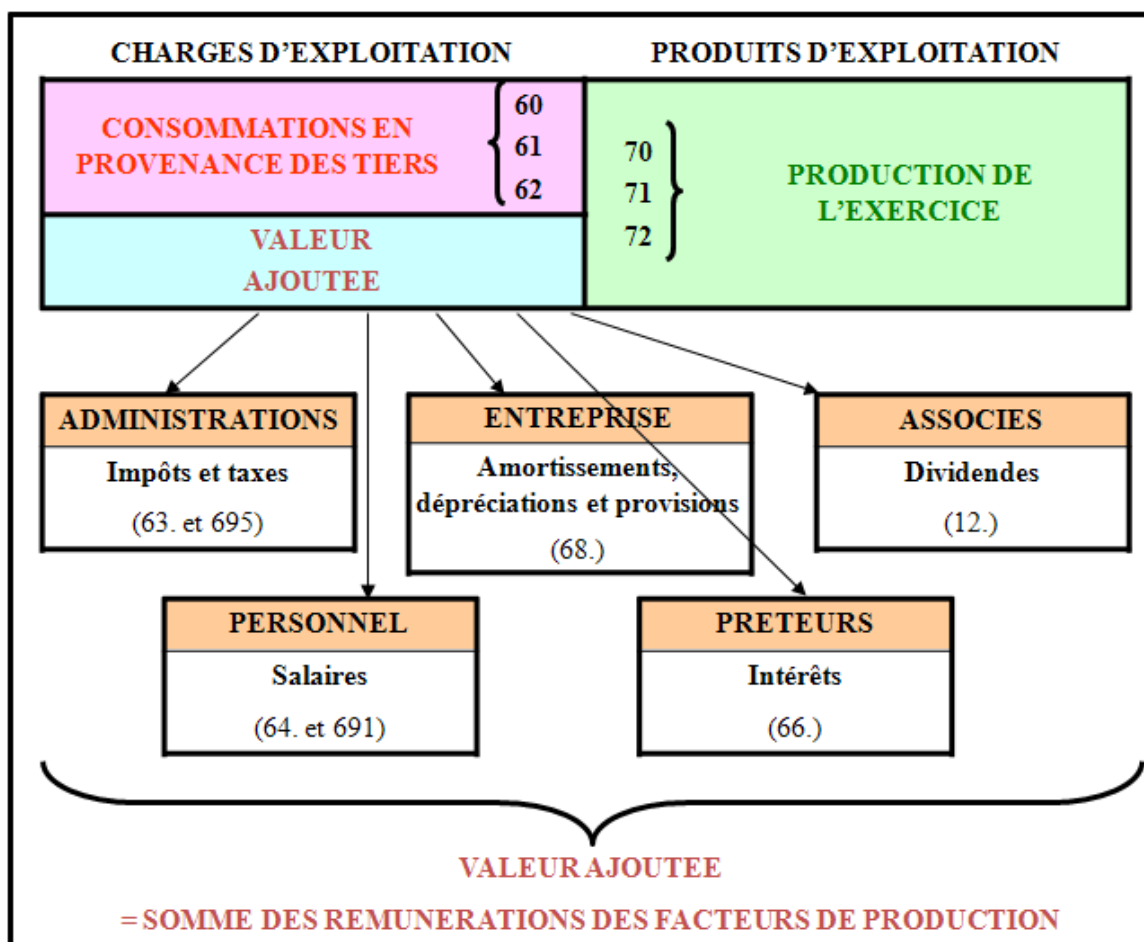 CHARGES D'EXPLOITATION
PRODUITS D'EXPLOITATION
CONSOMMATIONS EN
PROVENANCE DES TIERS
60
61
62
70
71
72
PRODUCTION DE
L'EXERCICE
VALEUR
AJOUTEE
ADMINISTRATIONS
Impôts et taxes
(63. et 695)
ENTREPRISE
Amortissements,
dépréciations et provisions
(68.)
ASSOCIES
Dividendes
(12.)
PERSONNEL
Salaires
(64. et 691)
PRETEURS
Intérêts
(66.)
VALEUR AJOUTEE
= SOMME DES REMUNERATIONS DES FACTEURS DE PRODUCTION